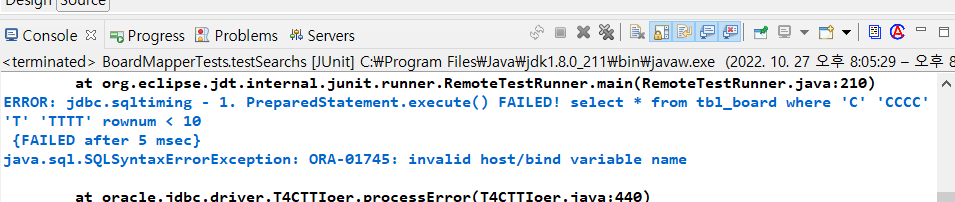 Design Source
Console Progress Problems Servers
<terminated> BoardMapperTests.testSearchs [JUnit] C:₩Program Files₩Java₩jdk1.8.0_211₩bin₩javaw.exe (2022. 10. 27 오후 8:05:29 – 오후 8
at org.eclipse.jdt.internal.junit.runner.RemoteTestRunner.main(RemoteTestRunner.java:210)
ERROR: jdbc.sqltiming - 1. PreparedStatement.execute() FAILED! select * from tbl_board where 'C' 'CCCC'
'T' 'TTTT' rownum < 10
{FAILED after 5 msec}
java.sql.SQLSyntaxErrorException: ORA-01745: invalid host/bind variable name
at oracle.jdbc.driver.T4CTTIoer.processError(T4CTTIoer.java:440)